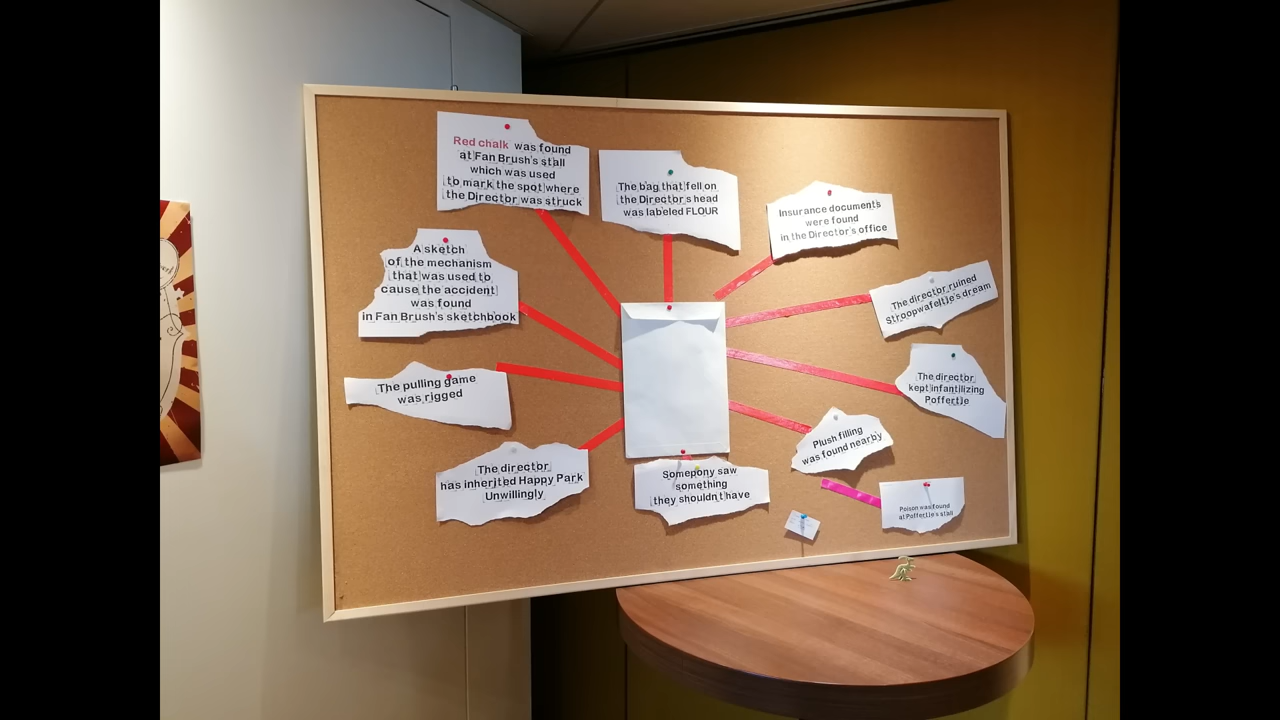 Red chalk was found
at Fan Brush's stall
which was used
to mark the spot where
the Director was struck
The bag that fell on
the Director's head
was labeled FLOUR
Insurance documents
were found
in the Director's office
A sketch
of the mechanism
that was used to
cause the accident
was found
in Fan Brush's sketchbook
The director ruined
Stroopwafeltje's dream
The pulling game
was rigged
The director
kept infantilizing
Poffertje
Plush filling
was found nearby
The director
has inherited Happy Park
Unwillingly
Somepony saw
something
they shouldn't have
Poison was found
at Poffertje's stall